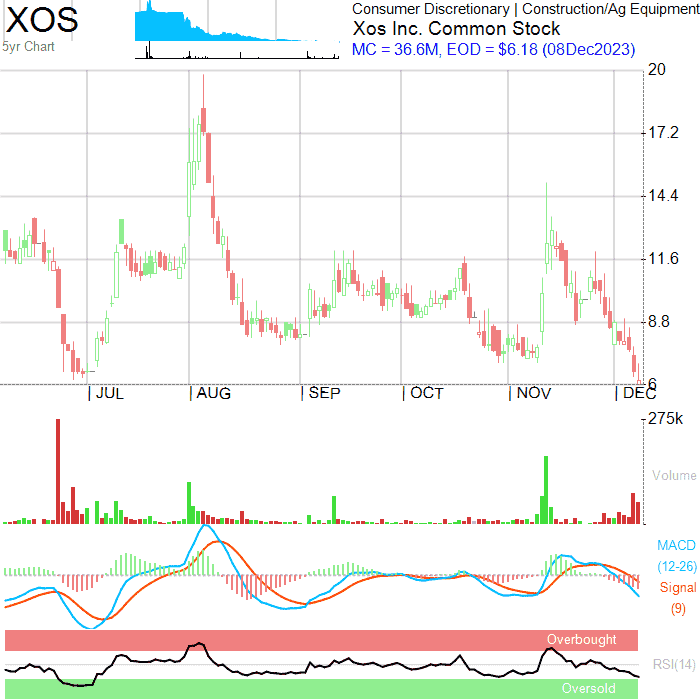 XOS
5yr Chart
Consumer Discretionary | Construction/Ag Equipment
Xos Inc. Common Stock
MC = 36.6M, EOD = $6.18 (08Dec2023)
20
17.2
14.4
11.6
8.8
6
| JUL | AUG | SEP | OCT | NOV | DEC
275k
Volume
MACD
(12-26)
Signal
(9)
Overbought
RSI(14)
Oversold